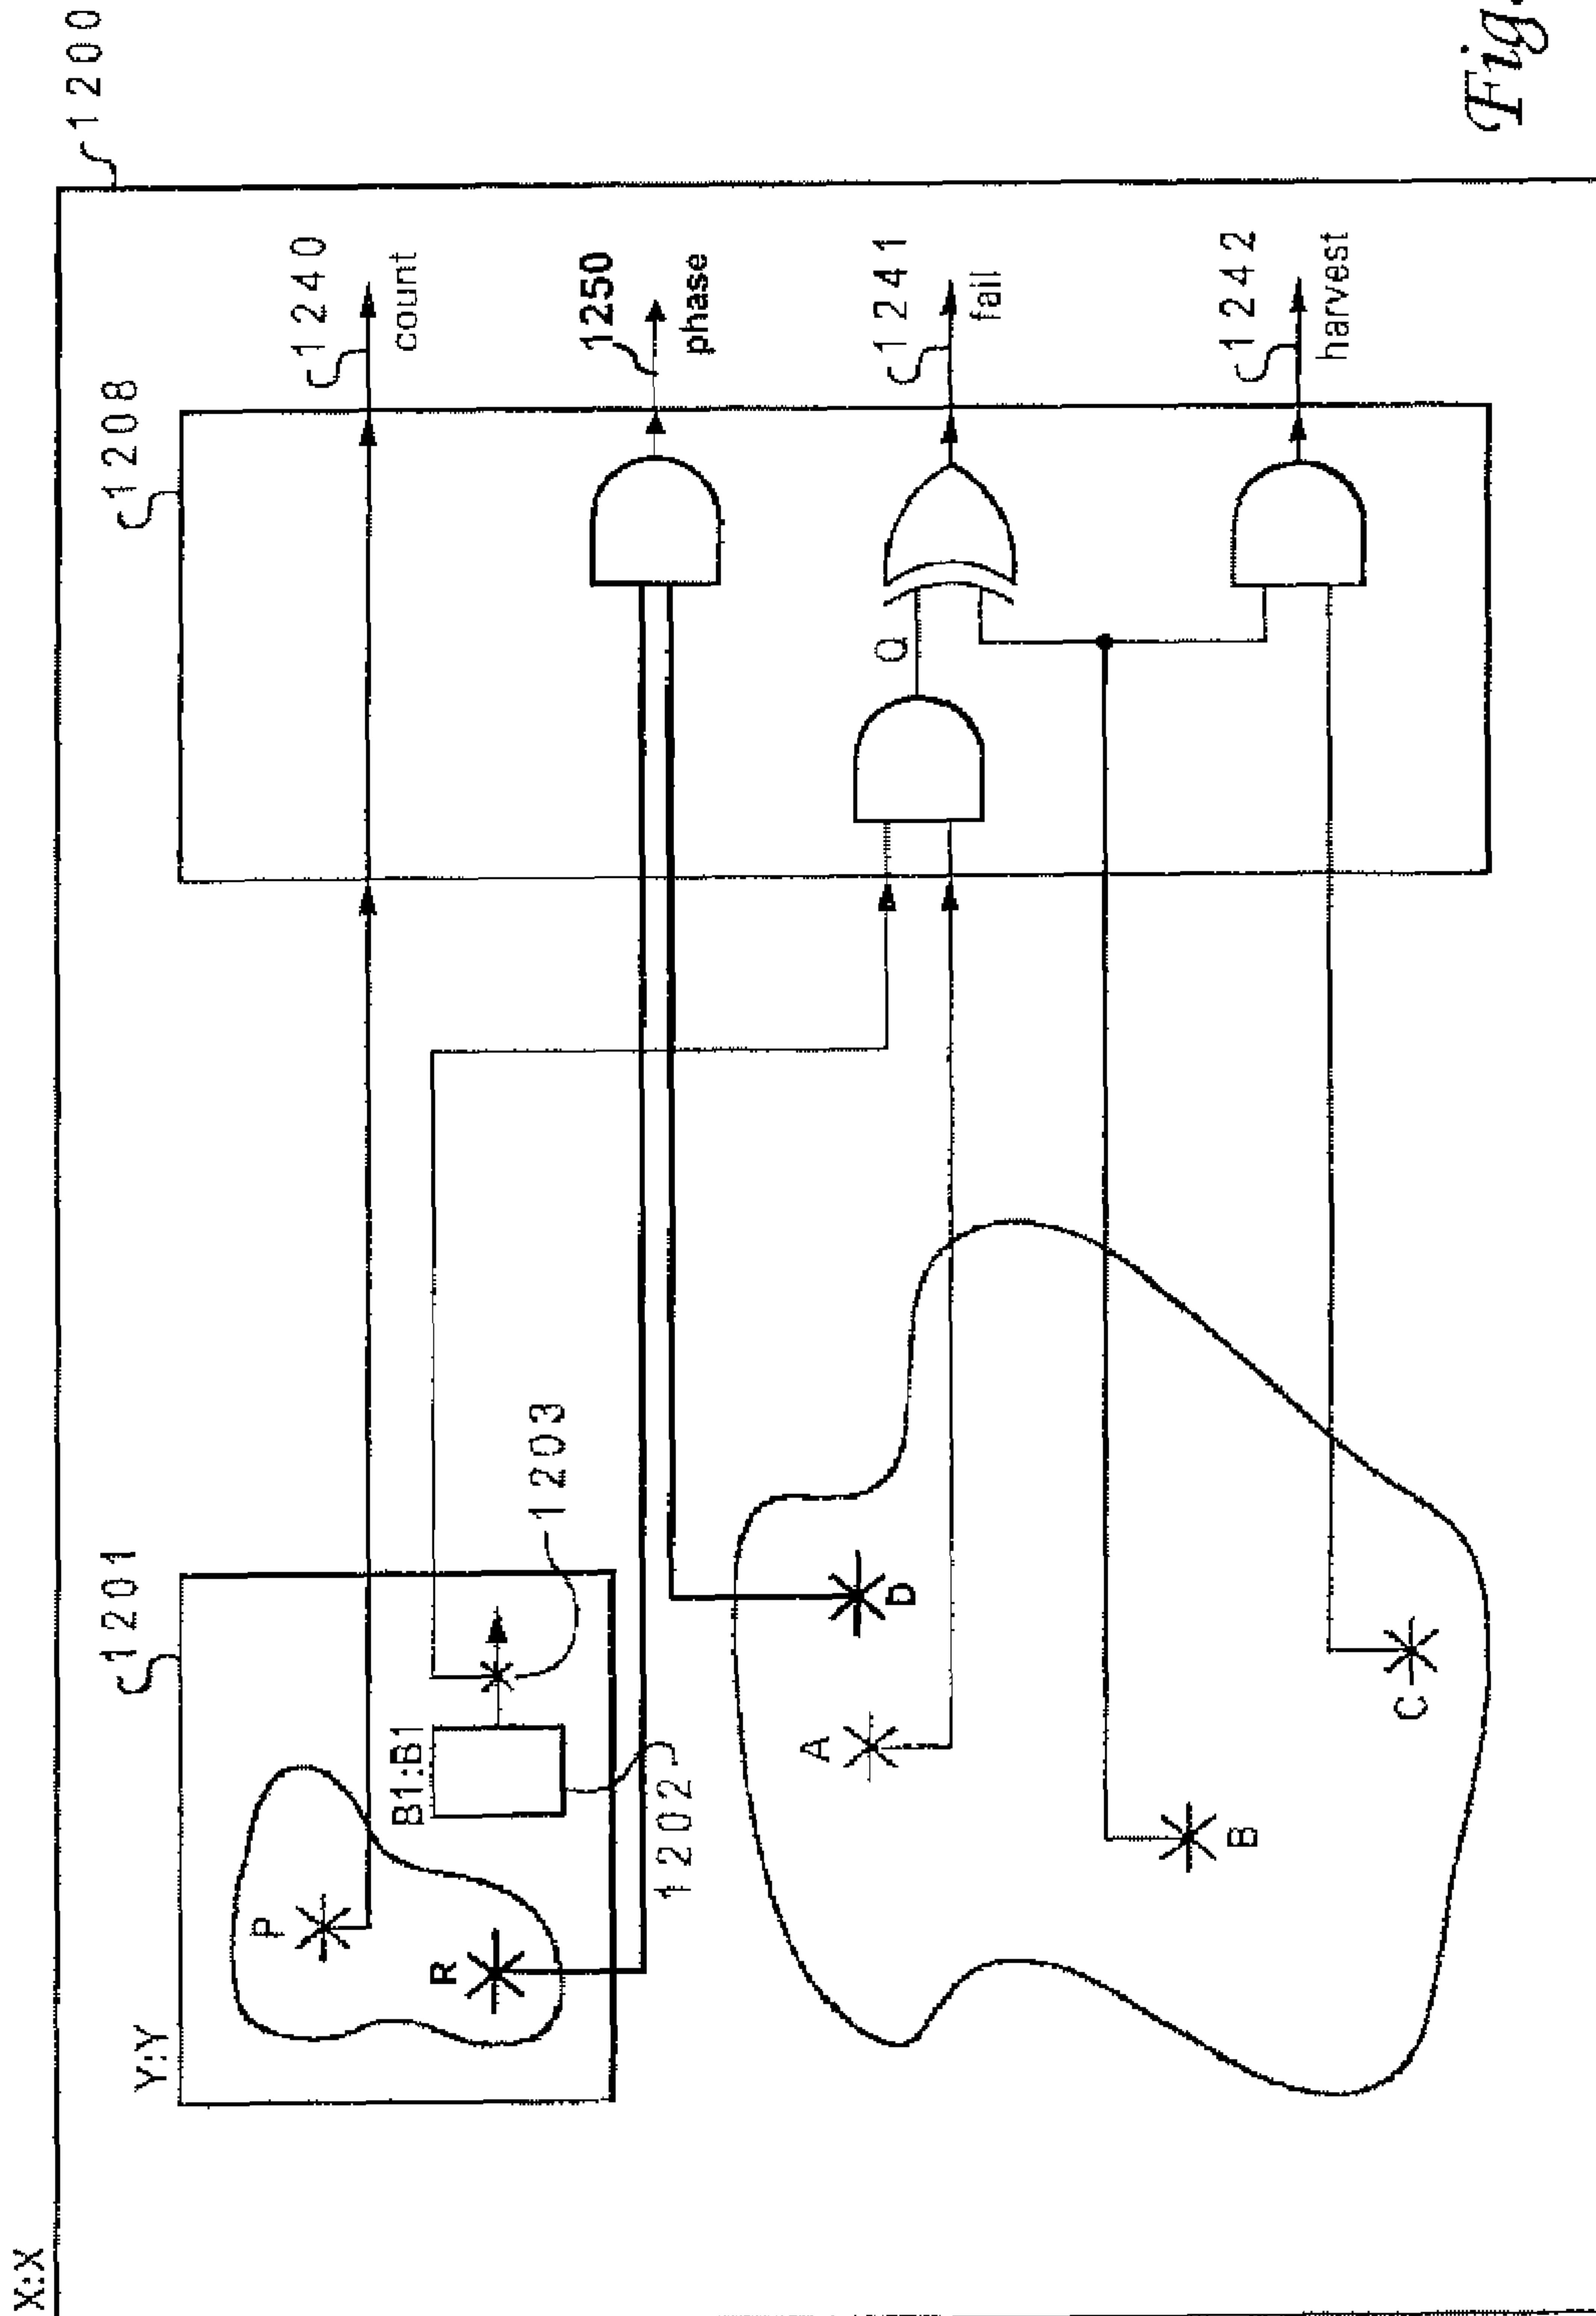 X:X
1200
Y:Y
1201
1208
1240
count
P
R
B1:B1
1203
1202
1250
phase
D
A
Q
1241
fail
B
C
1242
harvest
Fig.